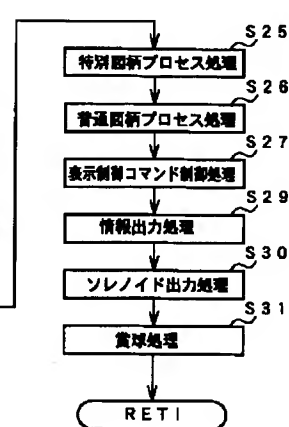 S25
特別図柄プロセス処理
S26
普通図柄プロセス処理
S27
表示制御コマンド制御処理
S29
情報出力処理
S30
ソレノイド出力処理
S31
賞球処理
RETI